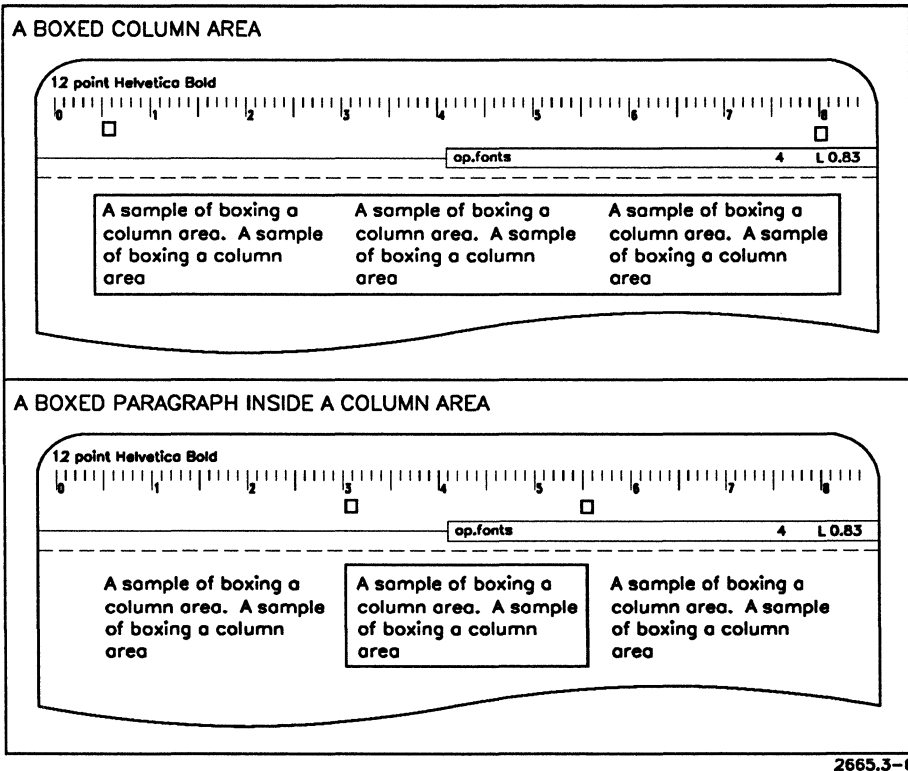 A BOXED COLUMN AREA
12 point Helvetica Bold
0 1 2 3 4 5 6 7 8
op.fonts 4 L 0.83
A sample of boxing a A sample of boxing a A sample of boxing a
column area. A sample column area. A sample column area. A sample
of boxing a column of boxing a column of boxing a column
area area area
A BOXED PARAGRAPH INSIDE A COLUMN AREA
12 point Helvetica Bold
0 1 2 3 4 5 6 7 8
op.fonts 4 L 0.83
A sample of boxing a A sample of boxing a A sample of boxing a
column area. A sample column area. A sample column area. A sample
of boxing a column of boxing a column of boxing a column
area area area